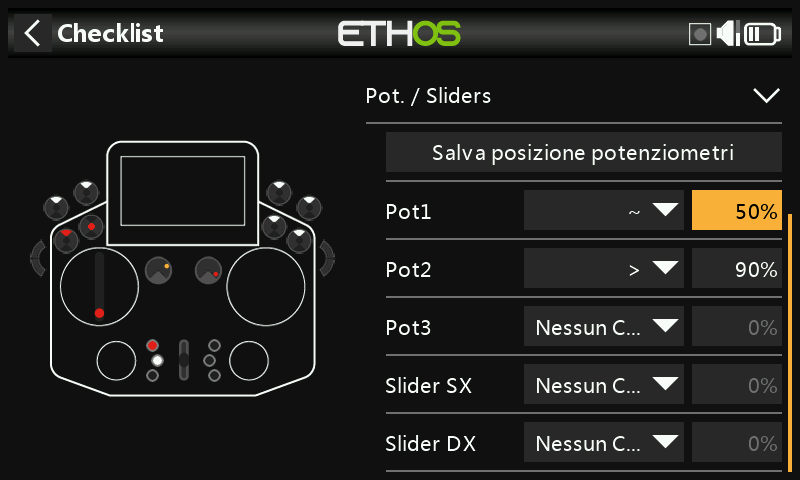 Checklist
ETHOS
Pot. / Sliders
Salva posizione potenziometri
Pot1 ~ 50%
Pot2 > 90%
Pot3 Nessun C... 0%
Slider SX Nessun C... 0%
Slider DX Nessun C... 0%